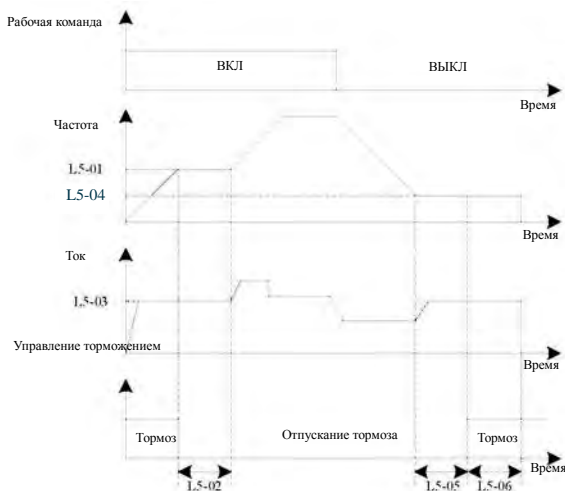 Рабочая команда
ВКЛ
ВЫКЛ
Время
Частота
L5-01
L5-04
Время
Ток
L5-03
Управление торможением
Время
Тормоз
Отпускание тормоза
Тормоз
Время
L5-02
L5-05
L5-06